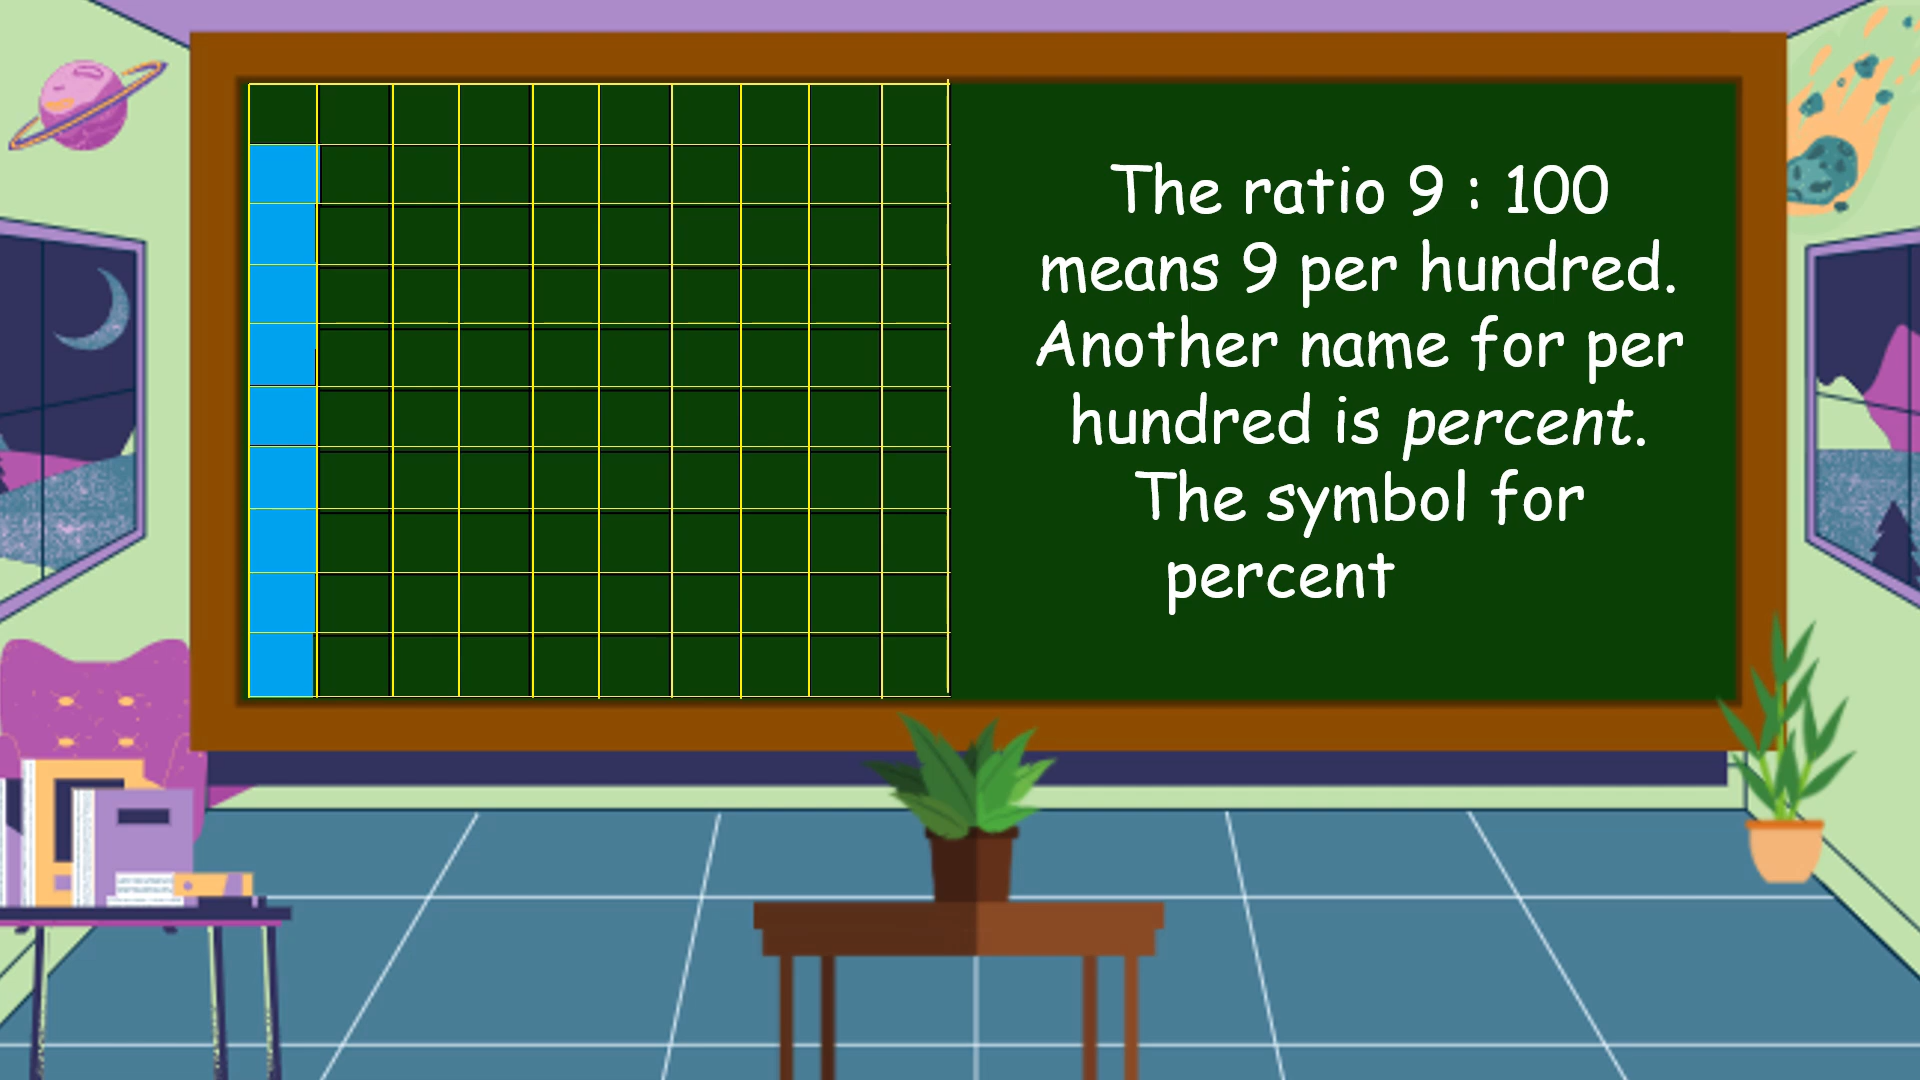 The ratio 9 : 100
means 9 per hundred.
Another name for per
hundred is percent.
The symbol for
percent